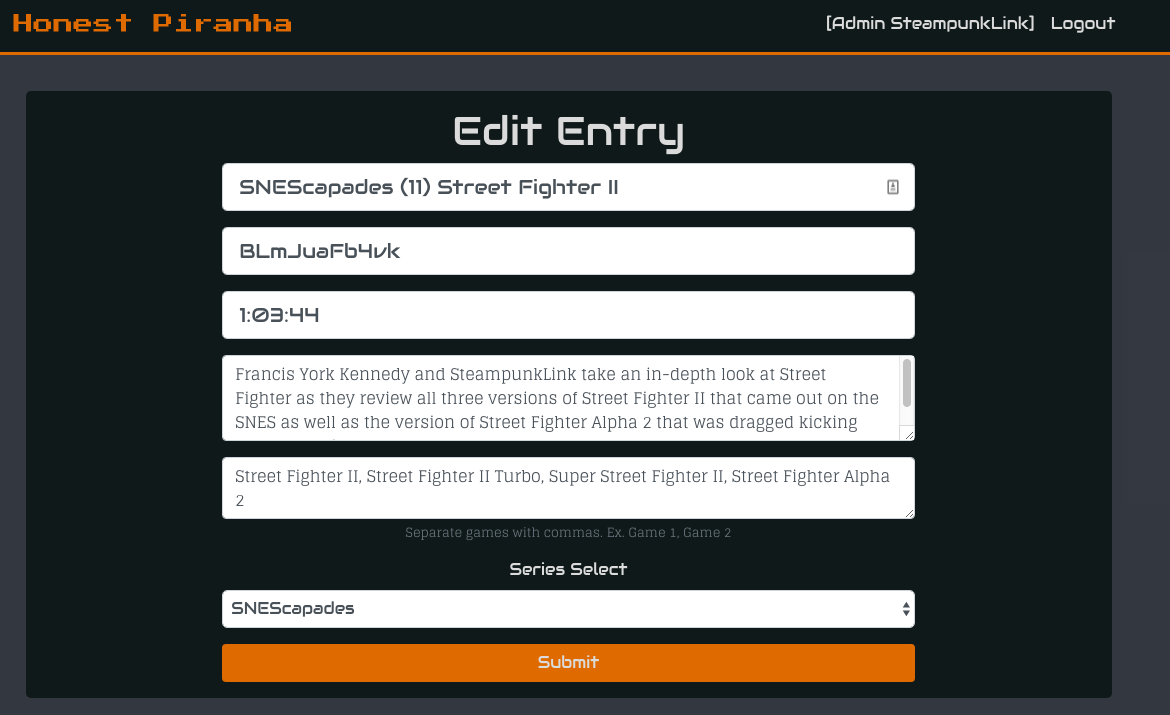 Honest Piranha
[Admin SteampunkLink] Logout
Edit Entry
SNEScapades (11) Street Fighter II
BLmJuaFb4vk
1:03:44
Francis York Kennedy and SteampunkLink take an in-depth look at Street
Fighter as they review all three versions of Street Fighter II that came out on the
SNES as well as the version of Street Fighter Alpha 2 that was dragged kicking
Street Fighter II, Street Fighter II Turbo, Super Street Fighter II, Street Fighter Alpha
2
Separate games with commas. Ex. Game 1, Game 2
Series Select
SNEScapades
Submit